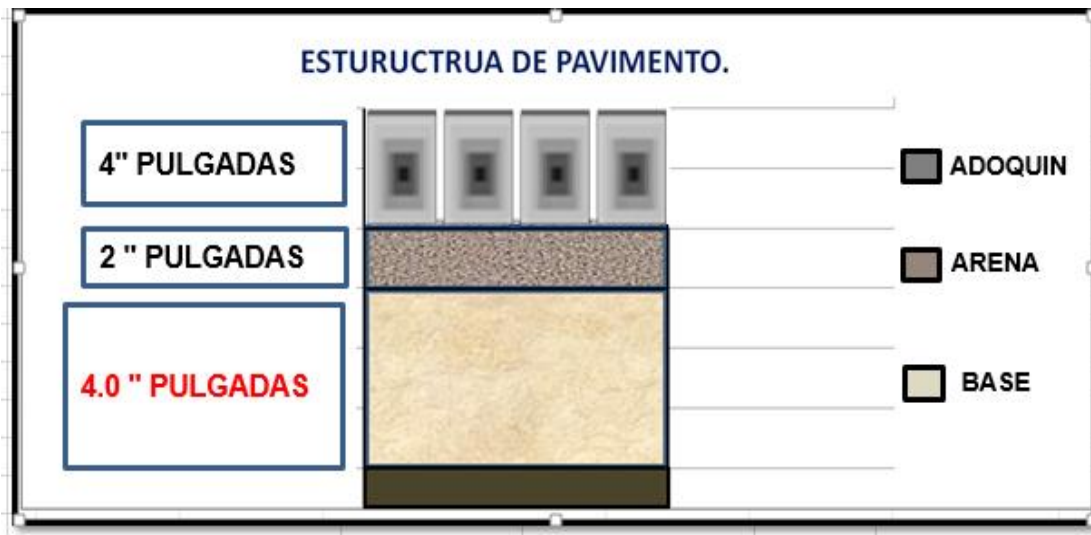 ESTURUCTRUA DE PAVIMENTO.
4" PULGADAS
ADOQUIN
2 " PULGADAS
ARENA
4.0 " PULGADAS
BASE